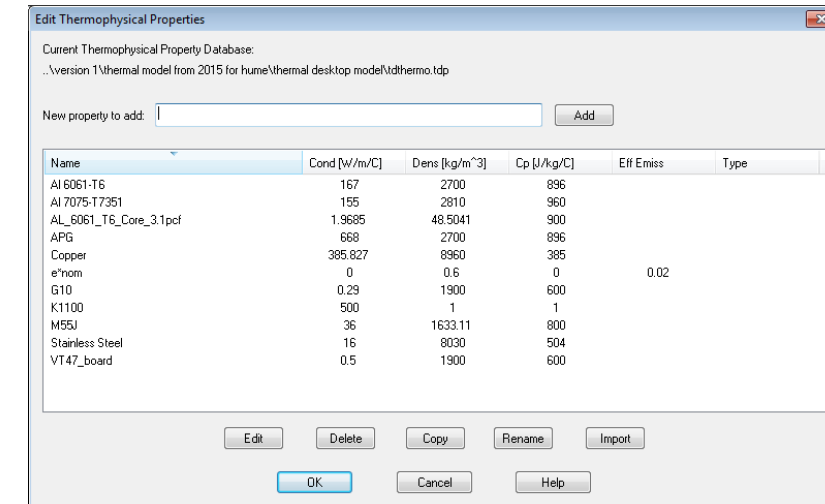 Edit Thermophysical Properties
Current Thermophysical Property Database:
..\version 1\thermal model from 2015 for hume\thermal desktop model\tdthermo.tdp
New property to add: Add
Name Cond [W/m/C] Dens [kg/m^3] Cp [J/kg/C] Eff Emiss Type
Al 6061-T6 167 2700 896
Al 7075-T7351 155 2810 960
AL_6061_T6_Core_3.1pcf 1.9685 48.5041 900
APG 668 2700 896
Copper 385.827 8960 385
e*nom 0 0.6 0 0.02
G10 0.29 1900 600
K1100 500 1 1
M55J 36 1633.11 800
Stainless Steel 16 8030 504
VT47_board 0.5 1900 600
Edit Delete Copy Rename Import
OK Cancel Help